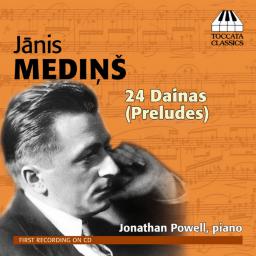 Jānis
MEDIŅŠ
TOCCATA
CLASSICS
24 Dainas
(Preludes)
Jonathan Powell, piano
FIRST RECORDING ON CD